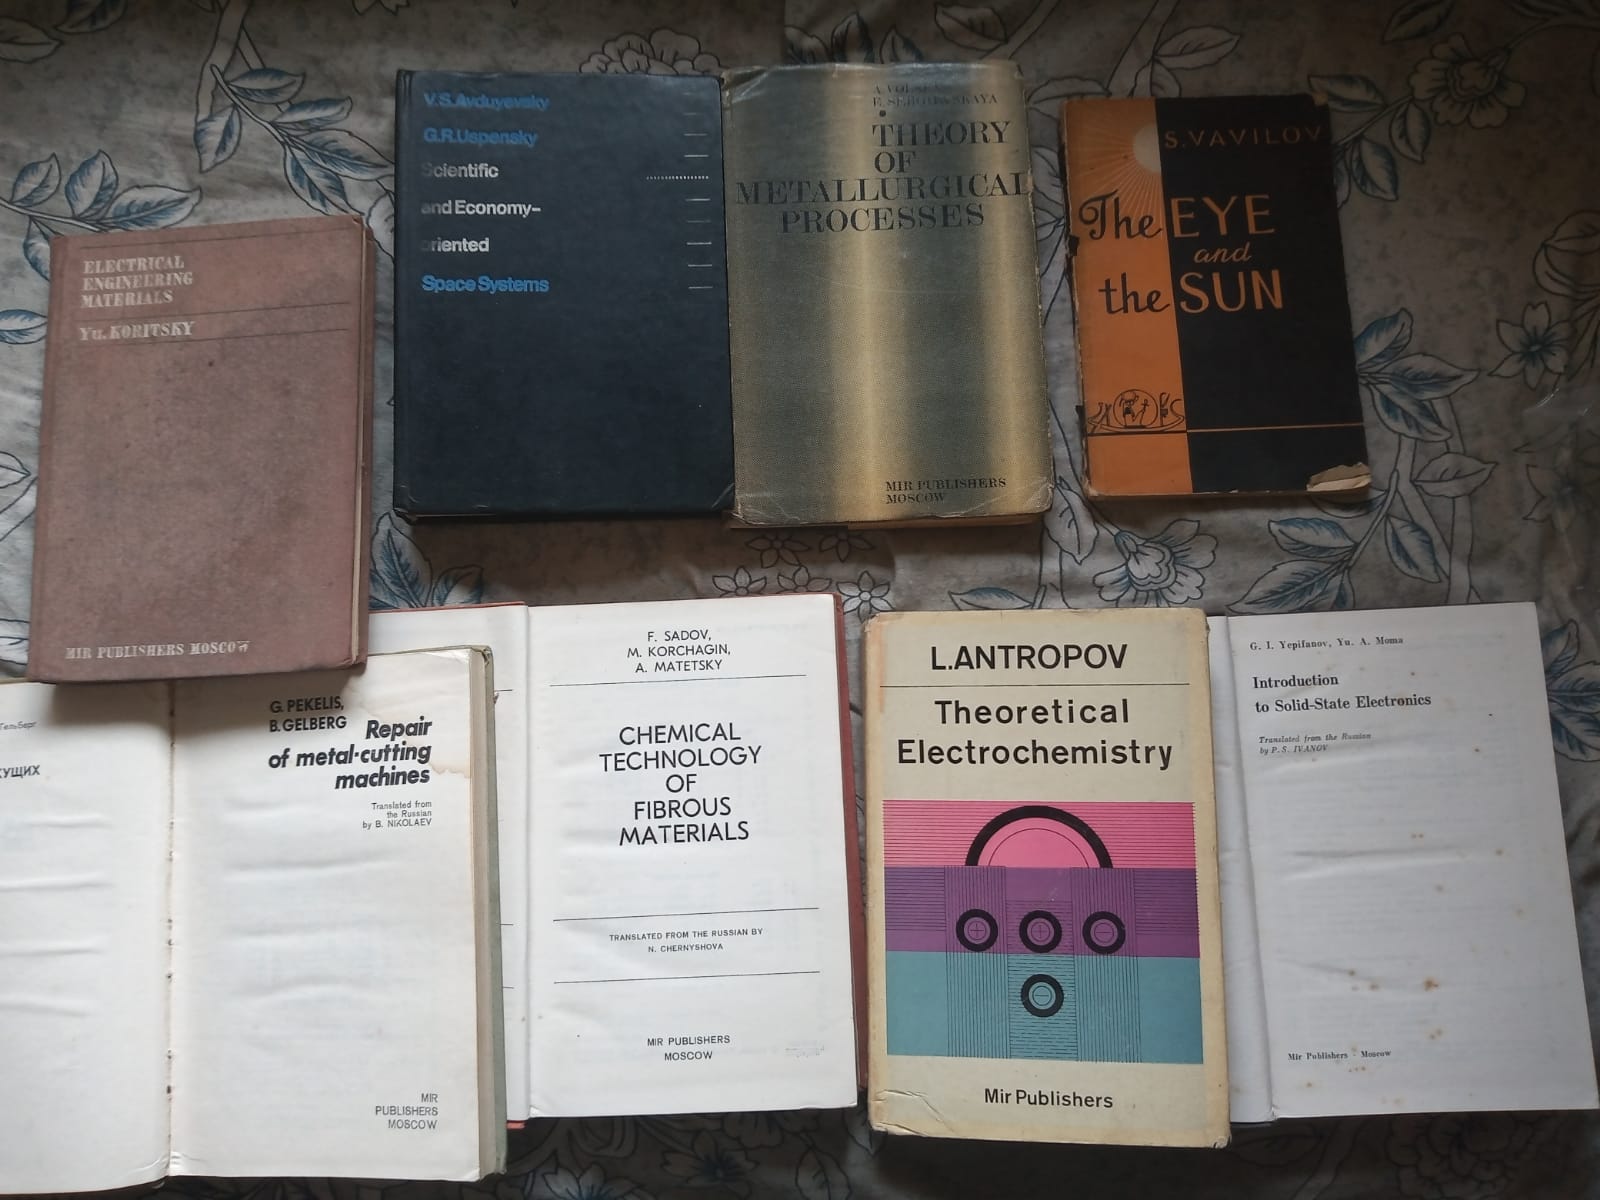 ELECTRICAL
ENGINEERING
MATERIALS
Yu. KORITSKY
MIR PUBLISHERS MOSCOW
V.S. Avduyevsky
G.R. Uspensky
Scientific
and Economy–
oriented
Space Systems
THEORY
OF
METALLURGICAL
PROCESSES
MIR PUBLISHERS
MOSCOW
S. VAVILOV
The EYE
and
the SUN
G. PEKELIS,
B. GELBERG
Repair
of metal-cutting
machines
Translated from
the Russian
by B. NIKOLAEV
MIR
PUBLISHERS
MOSCOW
F. SADOV,
M. KORCHAGIN,
A. MATETSKY
CHEMICAL
TECHNOLOGY
OF
FIBROUS
MATERIALS
TRANSLATED FROM THE RUSSIAN BY
N. CHERNYSHOVA
MIR PUBLISHERS
MOSCOW
L. ANTROPOV
Theoretical
Electrochemistry
Mir Publishers
G. I. Yepifanov, Yu. A. Moma
Introduction
to Solid-State Electronics
Translated from the Russian
by P. S. IVANOV
Mir Publishers · Moscow